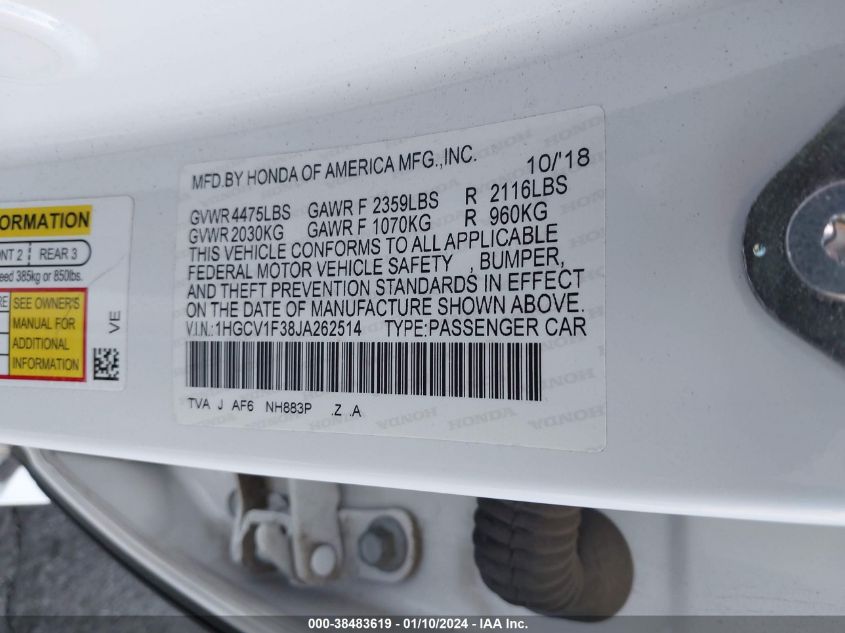 MFD.BY HONDA OF AMERICA MFG.,INC. 10/'18
GVWR 4475LBS GAWR F 2359LBS R 2116LBS
GVWR 2030KG GAWR F 1070KG R 960KG
THIS VEHICLE CONFORMS TO ALL APPLICABLE
FEDERAL MOTOR VEHICLE SAFETY , BUMPER,
AND THEFT PREVENTION STANDARDS IN EFFECT
ON THE DATE OF MANUFACTURE SHOWN ABOVE.
V.I.N.:1HGCV1F38JA262514 TYPE:PASSENGER CAR
TVA J AF6 NH883P .Z .A
ORMATION
NT 2 REAR 3
eed 385kg or 850lbs.
RE SEE OWNER'S
MANUAL FOR
ADDITIONAL
INFORMATION
VE
000-38483619 - 01/10/2024 - IAA Inc.